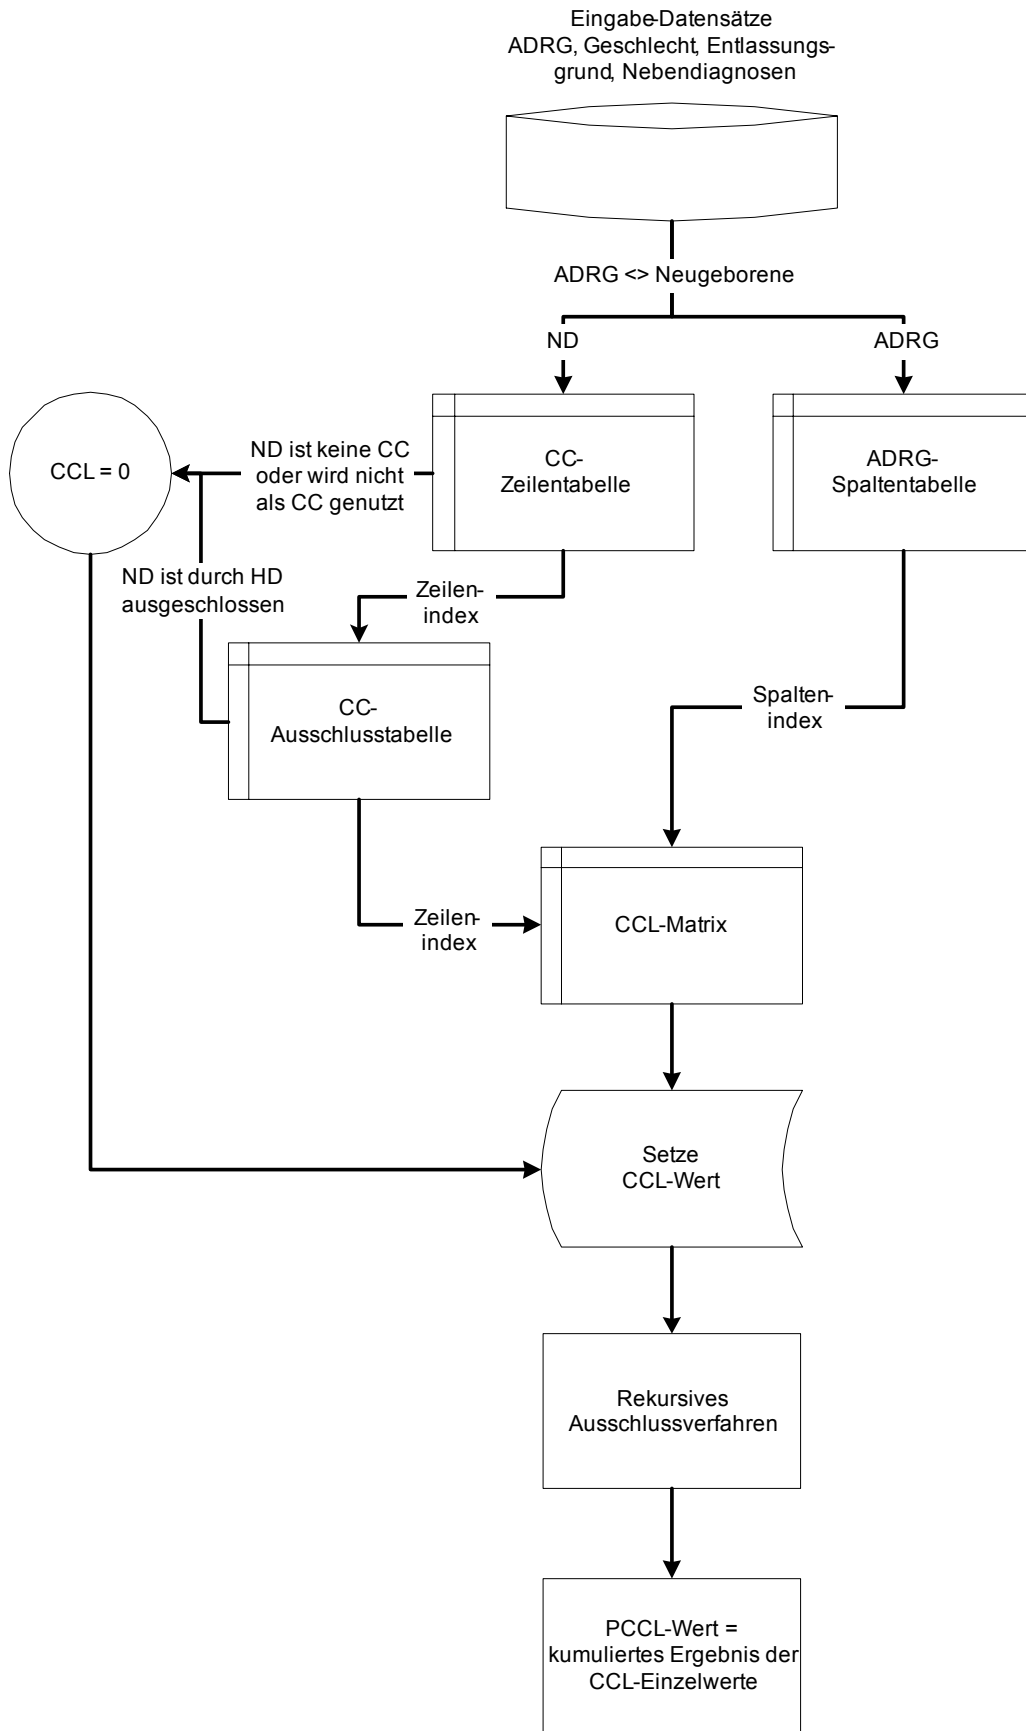 Eingabe-Datensätze
ADRG, Geschlecht, Entlassungs-
grund, Nebendiagnosen
ADRG <> Neugeborene
ND
ADRG
CCL = 0
ND ist keine CC
oder wird nicht
als CC genutzt
CC-
Zeilentabelle
ADRG-
Spaltentabelle
ND ist durch HD
ausgeschlossen
Zeilen-
index
CC-
Ausschlusstabelle
Spalten-
index
Zeilen-
index
CCL-Matrix
Setze
CCL-Wert
Rekursives
Ausschlussverfahren
PCCL-Wert =
kumuliertes Ergebnis der
CCL-Einzelwerte